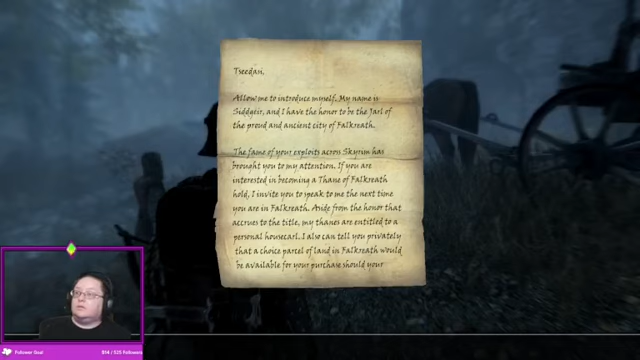 Tseedari,
Allow me to introduce myself. My name is
Siddgeir, and I have the honor to be the Jarl of
the proud and ancient city of Falkreath.
The fame of your exploits across Skyrim has
brought you to my attention. If you are
interested in becoming a Thane of Falkreath
hold, I invite you to speak to me the next time
you are in Falkreath. Aside from the honor that
accrues to the title, my thanes are entitled to a
personal housecarl. I also can tell you privately
that a choice parcel of land in Falkreath would
be available for your purchase should your
Follower Goal
914 / 925 Followers